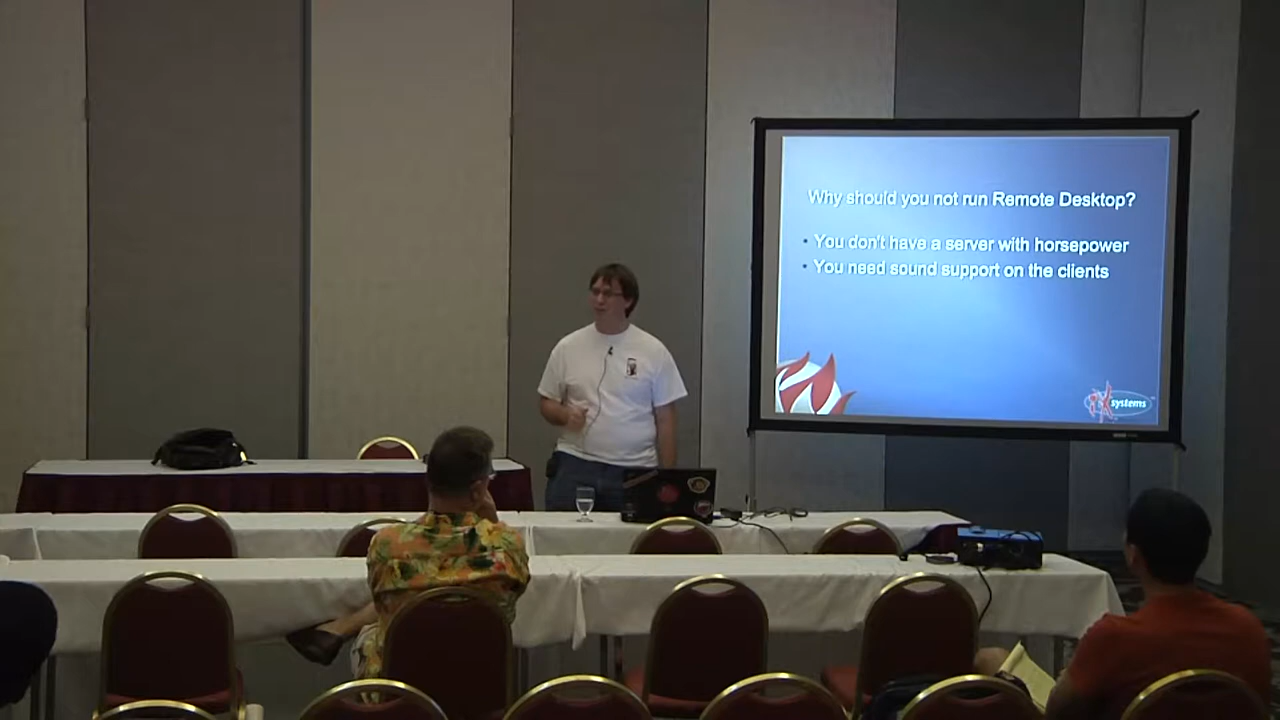 Why should you not run Remote Desktop?
• You don't have a server with horsepower
• You need sound support on the clients
iXsystems